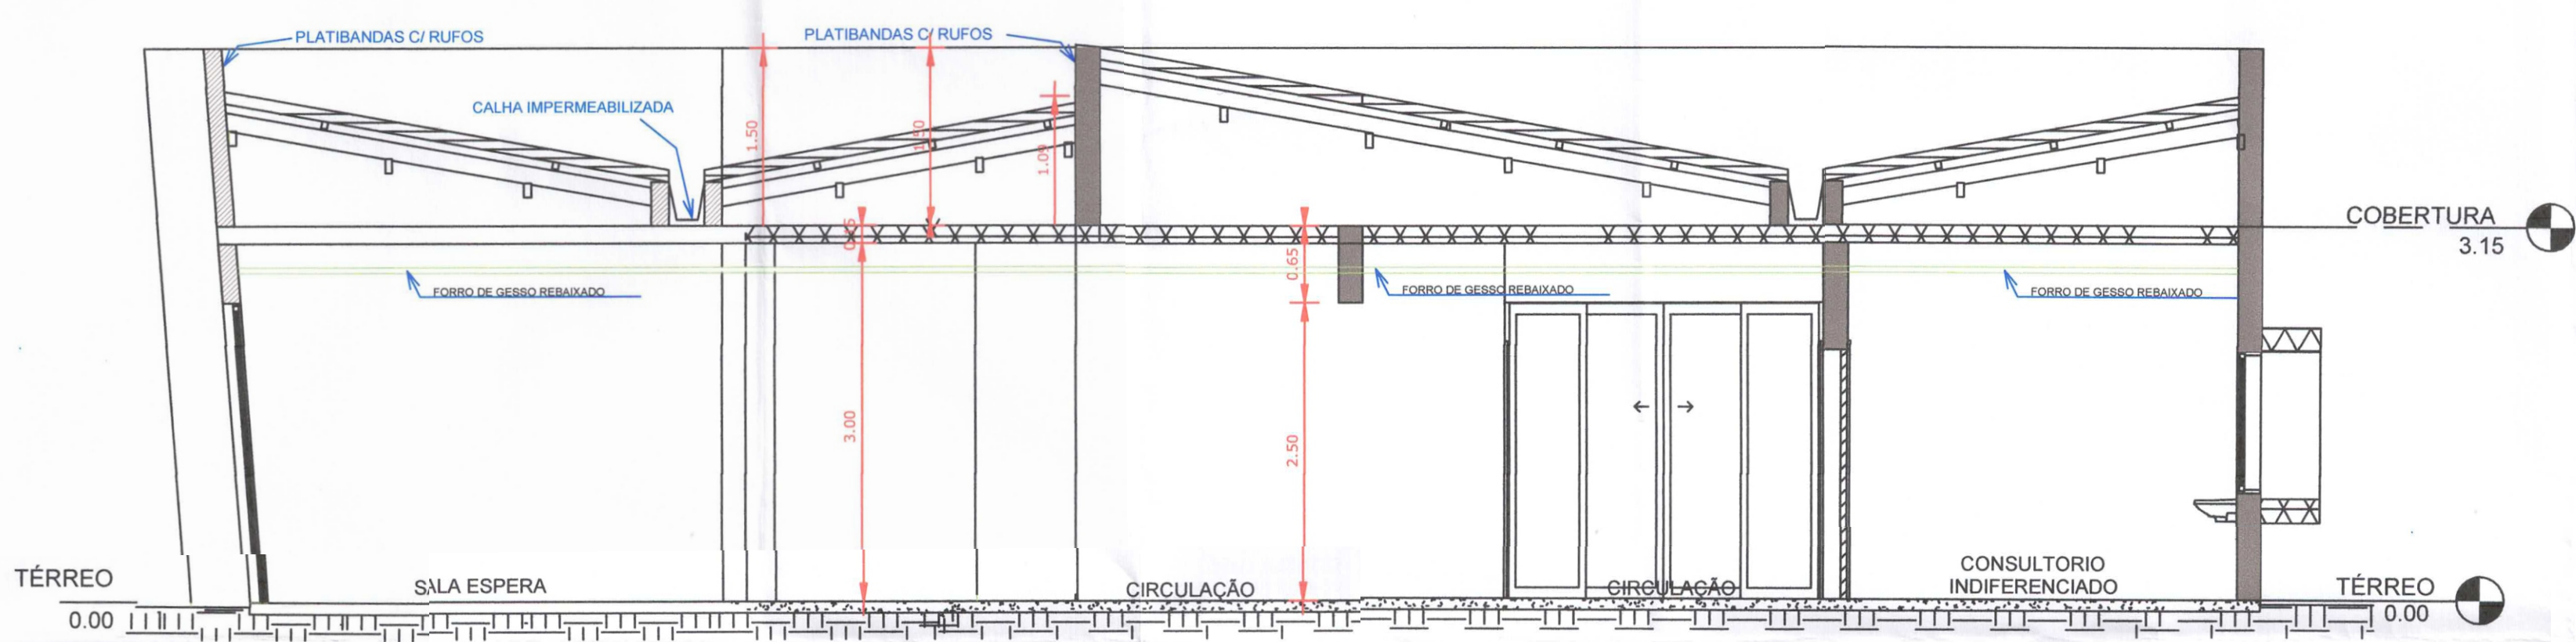 PLATIBANDAS C/ RUFOS
PLATIBANDAS C/ RUFOS
CALHA IMPERMEABILIZADA
1.50
1.50
1.09
COBERTURA
3.15
0.65
FORRO DE GESSO REBAIXADO
FORRO DE GESSO REBAIXADO
FORRO DE GESSO REBAIXADO
3.00
2.50
TÉRREO
0.00
SALA ESPERA
CIRCULAÇÃO
CIRCULAÇÃO
CONSULTORIO
INDIFERENCIADO
TÉRREO
0.00